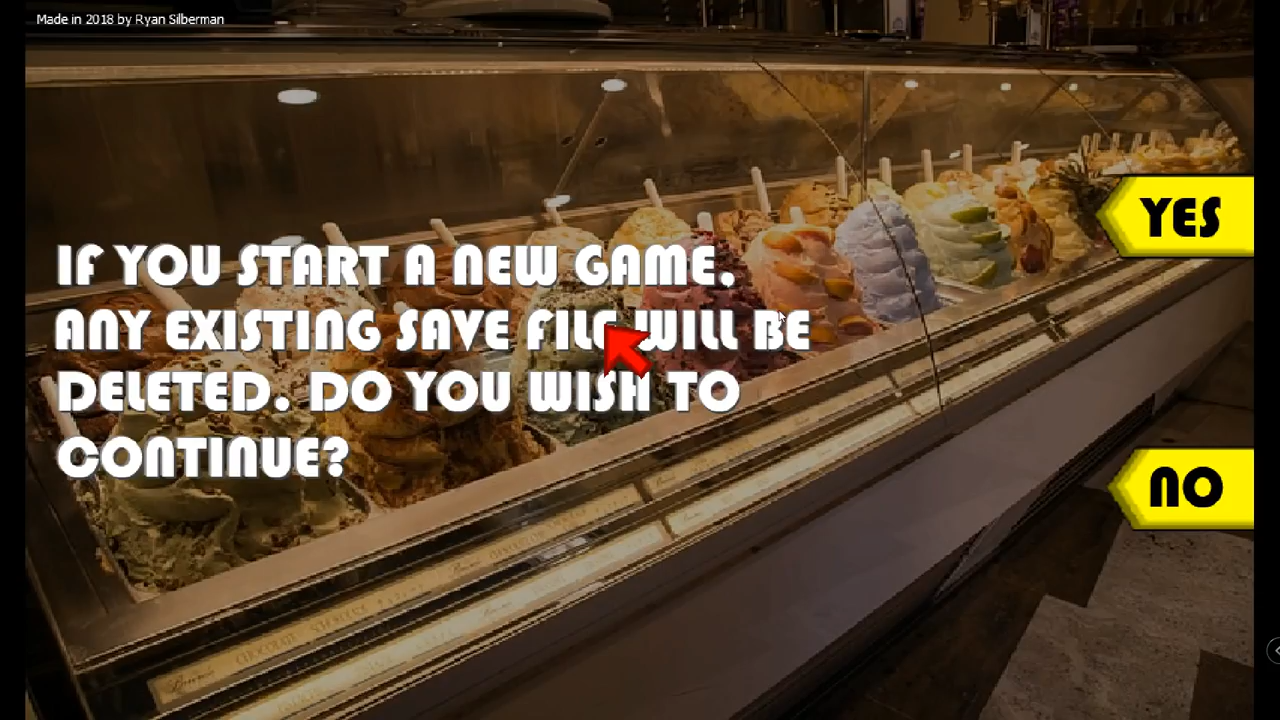 Made in 2018 by Ryan Silberman
IF YOU START A NEW GAME,
ANY EXISTING SAVE FILE WILL BE
DELETED. DO YOU WISH TO
CONTINUE?
YES
NO